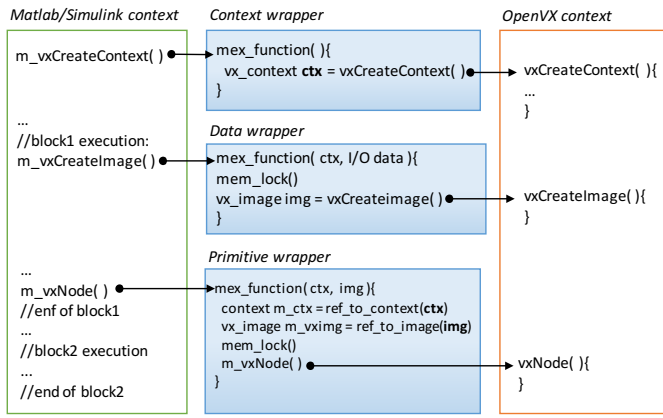 Matlab/Simulink context
m_vxCreateContext( )
...
//block1 execution:
m_vxCreateImage( )
...
m_vxNode( )
//enf of block1
...
//block2 execution
...
//end of block2
Context wrapper
mex_function( ){
vx_context ctx = vxCreateContext( )
}
Data wrapper
mex_function( ctx, I/O data ){
mem_lock()
vx_image img = vxCreateimage( )
}
Primitive wrapper
mex_function( ctx, img ){
context m_ctx = ref_to_context(ctx)
vx_image m_vximg = ref_to_image(img)
mem_lock()
m_vxNode( )
}
OpenVX context
vxCreateContext( ){
...
}
vxCreateImage( ){
}
vxNode( ){
}